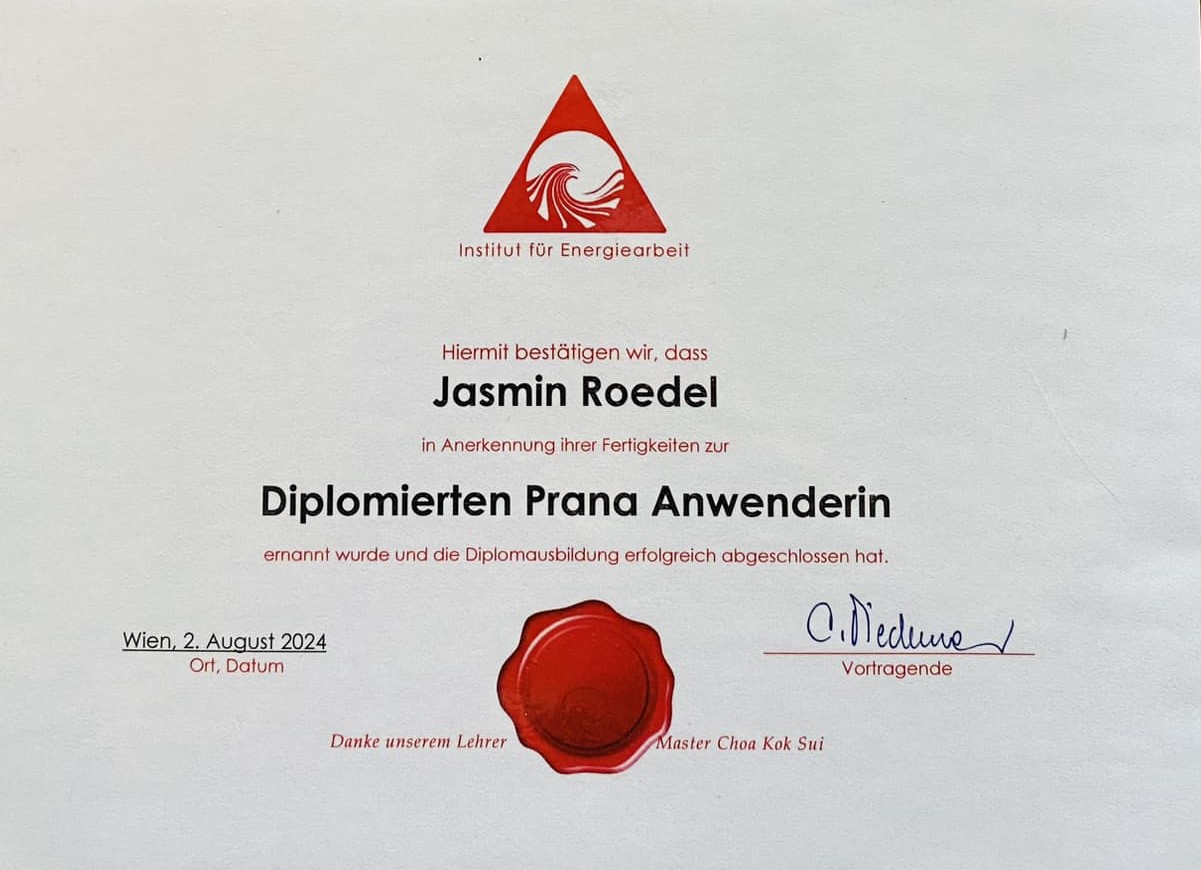 Institut für Energiearbeit
Hiermit bestätigen wir, dass
Jasmin Roedel
in Anerkennung ihrer Fertigkeiten zur
Diplomierten Prana Anwenderin
ernannt wurde und die Diplomausbildung erfolgreich abgeschlossen hat.
Wien, 2. August 2024
Ort, Datum
Vortragende
Danke unserem Lehrer Master Choa Kok Sui